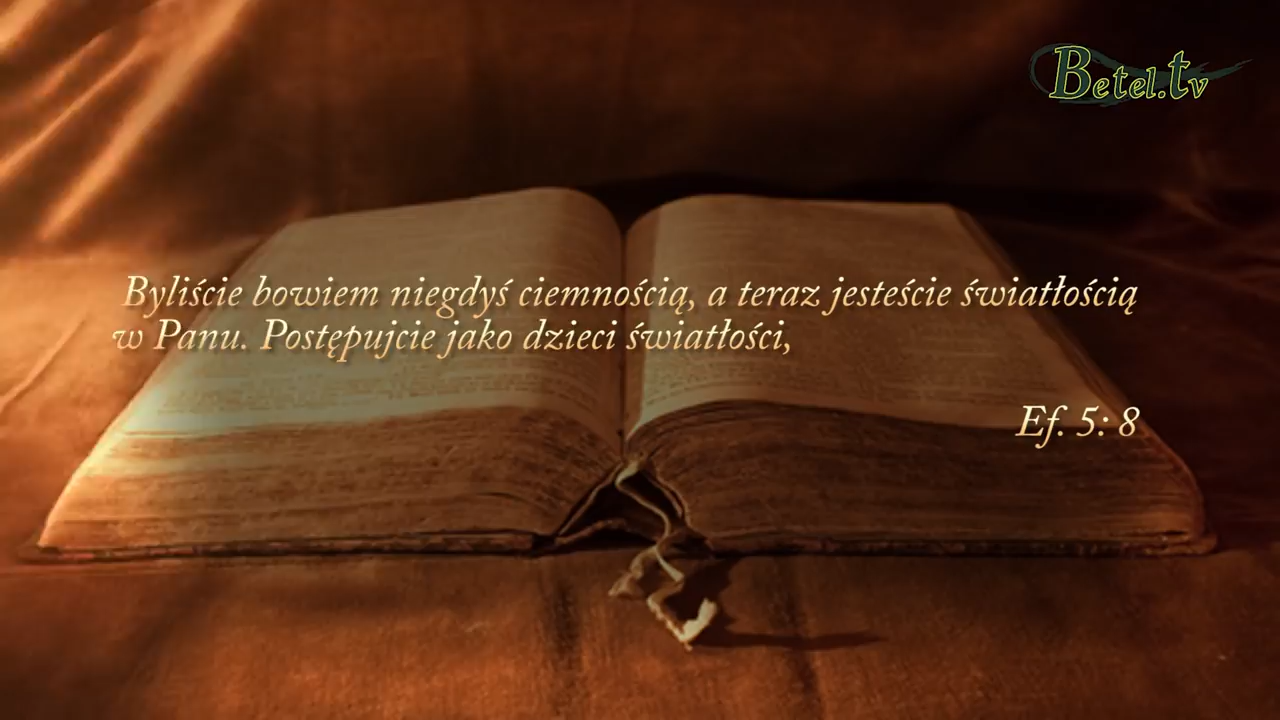 Betel.tv
Byliście bowiem niegdyś ciemnością, a teraz jesteście światłością
w Panu. Postępujcie jako dzieci światłości,
Ef. 5: 8